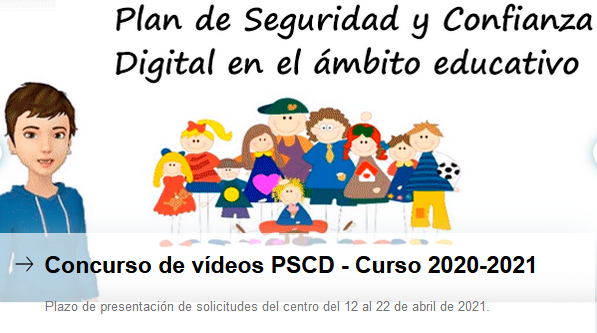 Plan de Seguridad y Confianza
Digital en el ámbito educativo
Concurso de vídeos PSCD - Curso 2020-2021
Plazo de presentación de solicitudes del centro del 12 al 22 de abril de 2021.